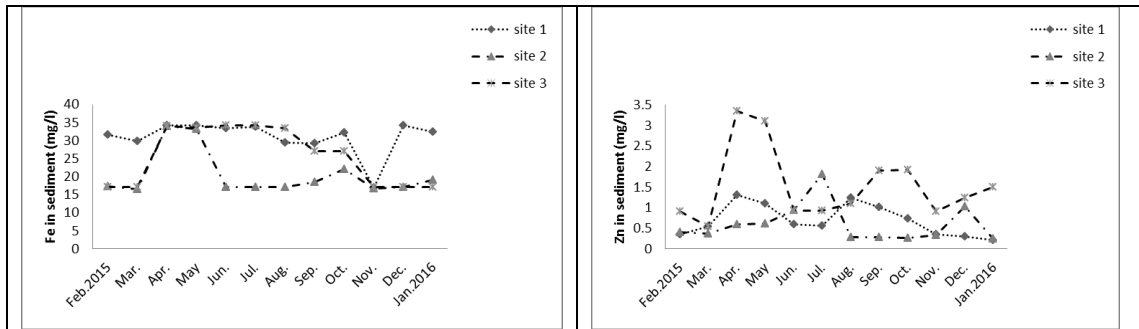 site 1
site 2
site 3
Fe in sediment (mg/l)
40
35
30
25
20
15
10
5
0
Feb.2015
Mar.
Apr.
May
Jun.
Jul.
Aug.
Sep.
Oct.
Nov.
Dec.
Jan.2016
site 1
site 2
site 3
Zn in sediment (mg/l)
3.5
3
2.5
2
1.5
1
0.5
0
Feb.2015
Mar.
Apr.
May
Jun.
Jul.
Aug.
Sep.
Oct.
Nov.
Dec.
Jan.2016